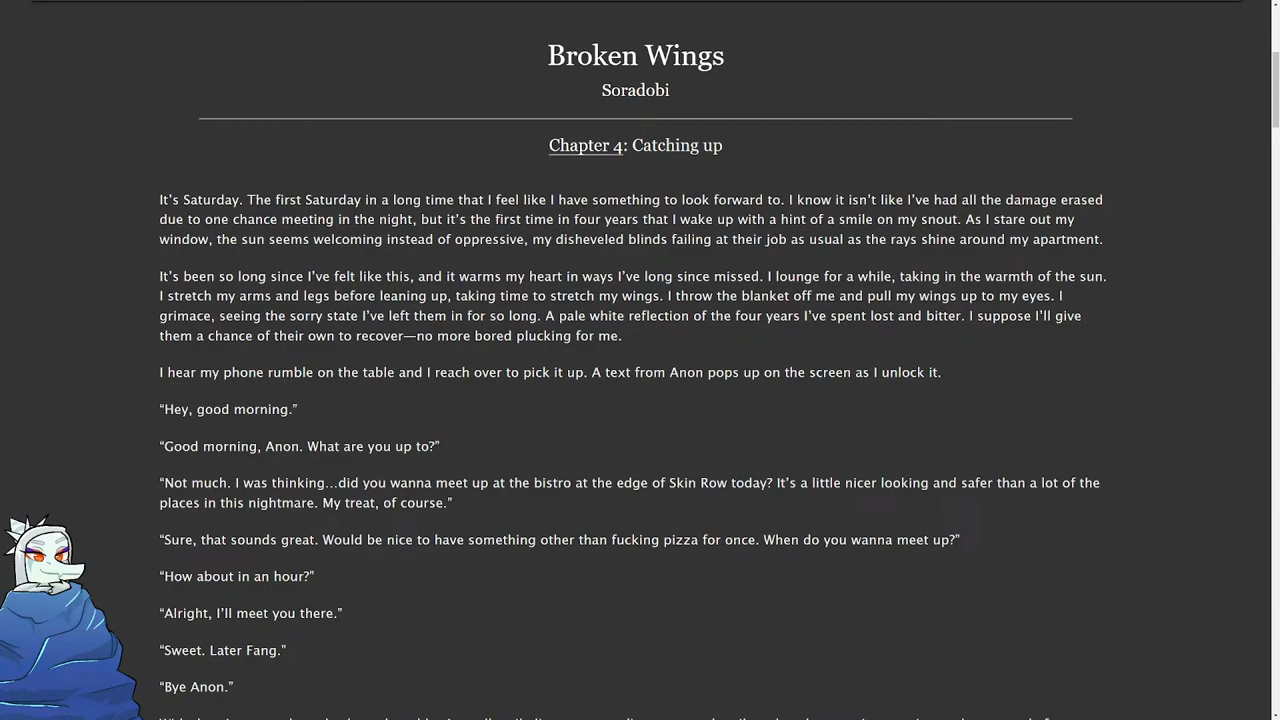 Broken Wings
Soradobi
Chapter 4: Catching up
It’s Saturday. The first Saturday in a long time that I feel like I have something to look forward to. I know it isn’t like I’ve had all the damage erased
due to one chance meeting in the night, but it’s the first time in four years that I wake up with a hint of a smile on my snout. As I stare out my
window, the sun seems welcoming instead of oppressive, my disheveled blinds failing at their job as usual as the rays shine around my apartment.
It’s been so long since I’ve felt like this, and it warms my heart in ways I’ve long since missed. I lounge for a while, taking in the warmth of the sun.
I stretch my arms and legs before leaning up, taking time to stretch my wings. I throw the blanket off me and pull my wings up to my eyes. I
grimace, seeing the sorry state I’ve left them in for so long. A pale white reflection of the four years I’ve spent lost and bitter. I suppose I’ll give
them a chance of their own to recover—no more bored plucking for me.
I hear my phone rumble on the table and I reach over to pick it up. A text from Anon pops up on the screen as I unlock it.
“Hey, good morning.”
“Good morning, Anon. What are you up to?”
“Not much. I was thinking…did you wanna meet up at the bistro at the edge of Skin Row today? It’s a little nicer looking and safer than a lot of the
places in this nightmare. My treat, of course.”
“Sure, that sounds great. Would be nice to have something other than fucking pizza for once. When do you wanna meet up?”
“How about in an hour?”
“Alright, I’ll meet you there.”
“Sweet. Later Fang.”
“Bye Anon.”